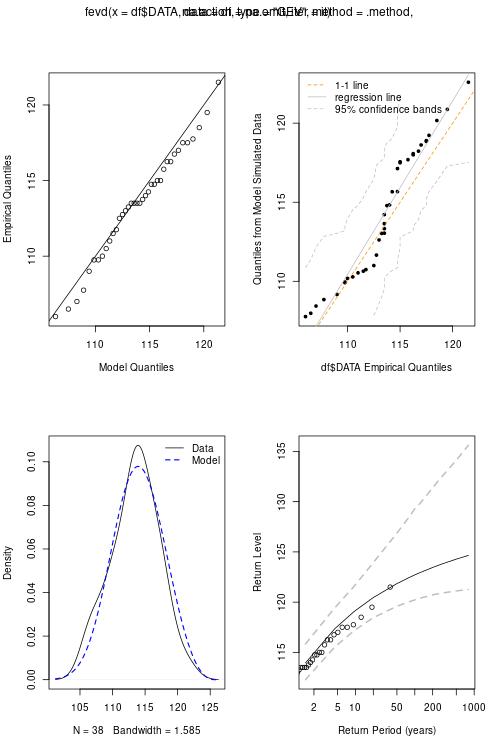 fevd(x = df$DATA,
= "GEV",
method = .method,
1-1 line
regression line
95% confidence bands
Empirical Quantiles
110
115
120
110
115
120
Model Quantiles
Quantiles from Model Simulated Data
110
115
120
110
115
120
df$DATA Empirical Quantiles
Data
Model
Density
0.00
0.02
0.04
0.06
0.08
0.10
105
110
115
120
125
N = 38 Bandwidth = 1.585
Return Level
115
120
125
130
135
2
5
10
50
200
1000
Return Period (years)